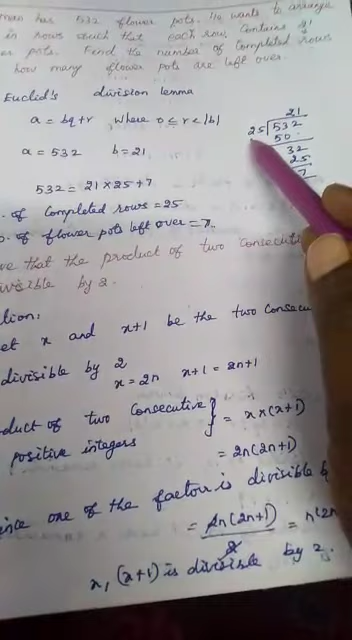 has 532 flower pots. He wants to arrange
in rows such that each row contains 21
pots. Find the number of completed rows
how many flower pots are left over.
Euclid's division lemma
a = bq+r where 0 ≤ r < |b|
a = 532 b = 21
532 = 21 × 25 + 7
of completed rows = 25
of flower pots left over = 7.
21
25)532
50
32
25
7
that the product of two
by 2.
x and x+1 be the two
divisible by 2
x = 2n x+1 = 2n+1
of two consecutive } = x×(x+1)
positive integers
= 2n(2n+1)
one of the factor is divisible
= 2n(2n+1) =
2
x, (x+1) is divisible by 2.